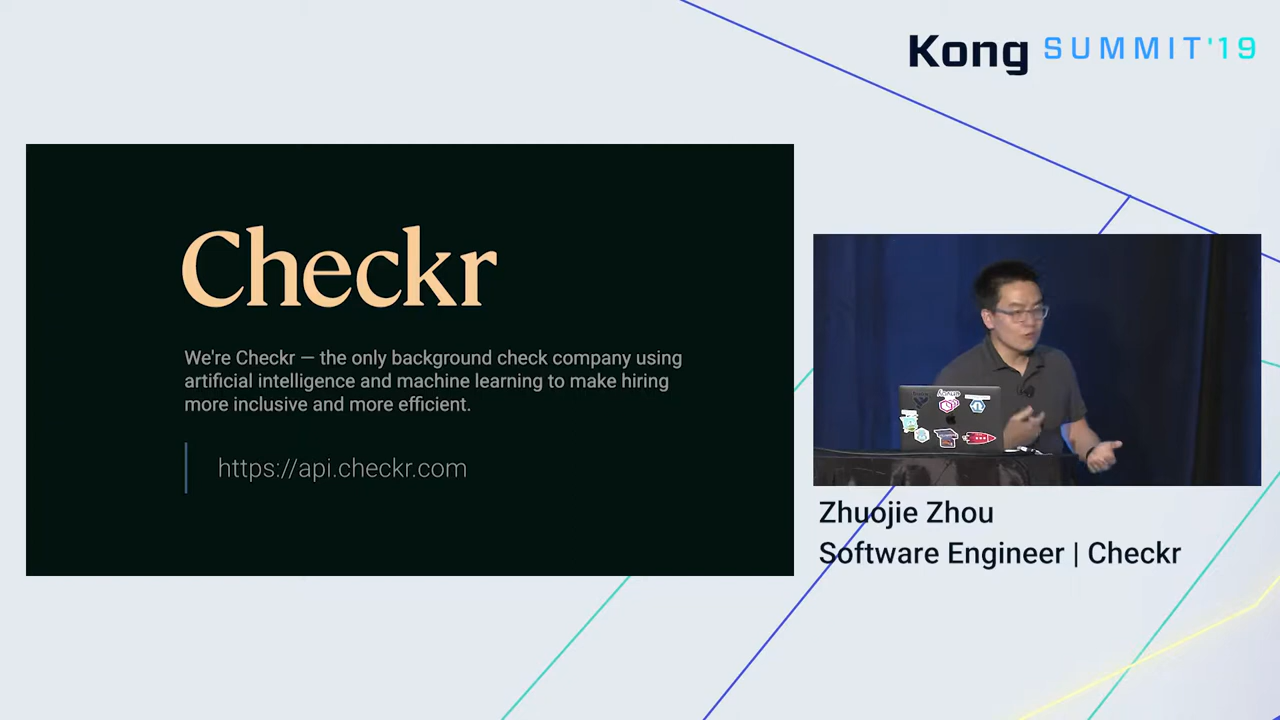 Kong SUMMIT'19
Checkr
We're Checkr — the only background check company using
artificial intelligence and machine learning to make hiring
more inclusive and more efficient.
https://api.checkr.com
Zhuojie Zhou
Software Engineer | Checkr